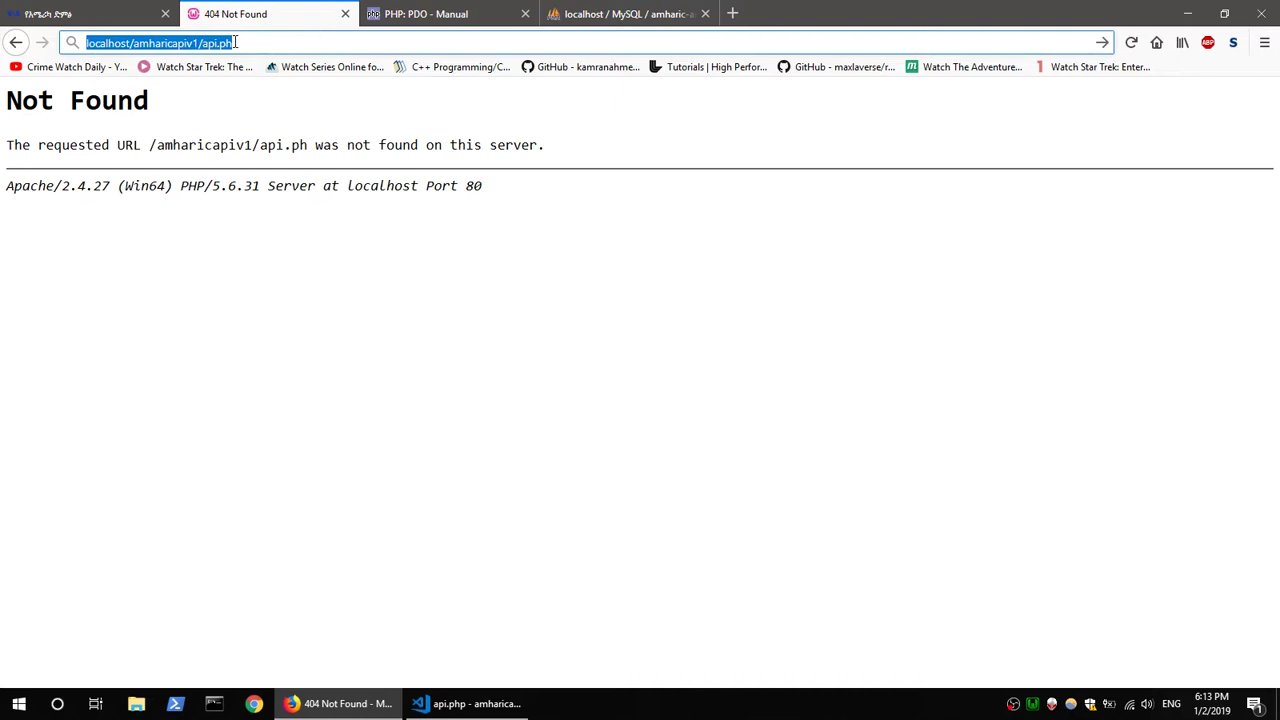 የአሜሪካ ድምፅ
404 Not Found
PHP: PDO - Manual
localhost / MySQL / amharic-a
localhost/amharicapiv1/api.ph
ABP
S
Crime Watch Daily - Y...
Watch Star Trek: The ...
Watch Series Online fo...
C++ Programming/C...
GitHub - kamranahme...
Tutorials | High Perfor...
GitHub - maxlaverse/r...
Watch The Adventure...
Watch Star Trek: Enter...
Not Found
The requested URL /amharicapiv1/api.ph was not found on this server.
Apache/2.4.27 (Win64) PHP/5.6.31 Server at localhost Port 80
404 Not Found - M...
api.php - amharica...
ENG
6:13 PM
1/2/2019